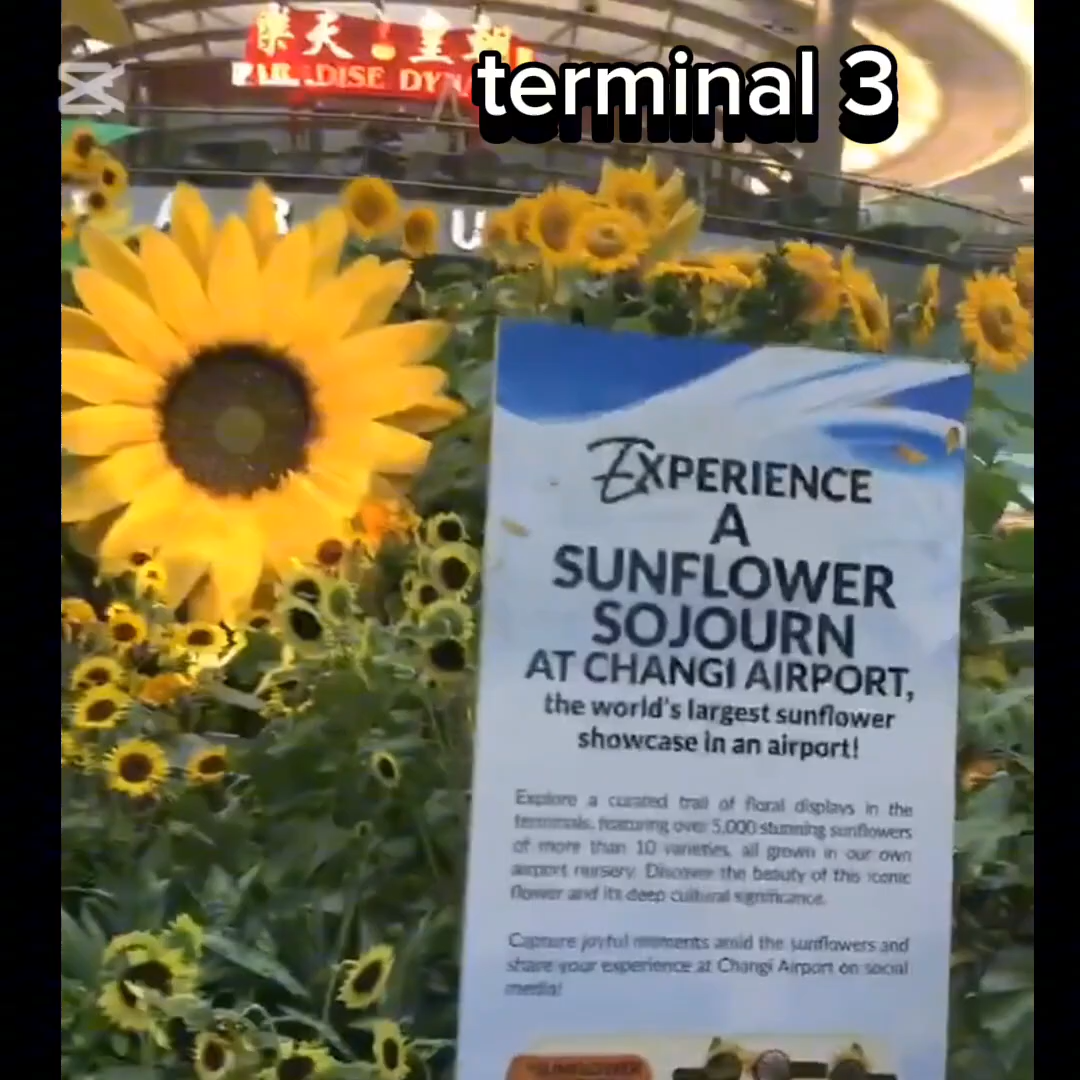 樂天皇朝
PARADISE DYNA
terminal 3
U
EXPERIENCE
A
SUNFLOWER
SOJOURN
AT CHANGI AIRPORT,
the world's largest sunflower
showcase in an airport!
Explore a curated trail of floral displays in the
terminals, featuring over 5,000 stunning sunflowers
of more than 10 varieties, all grown in our own
airport nursery. Discover the beauty of this iconic
flower and its deep cultural significance.
Capture joyful moments amid the sunflowers and
share your experience at Changi Airport on social
media!
SUNFLOWER